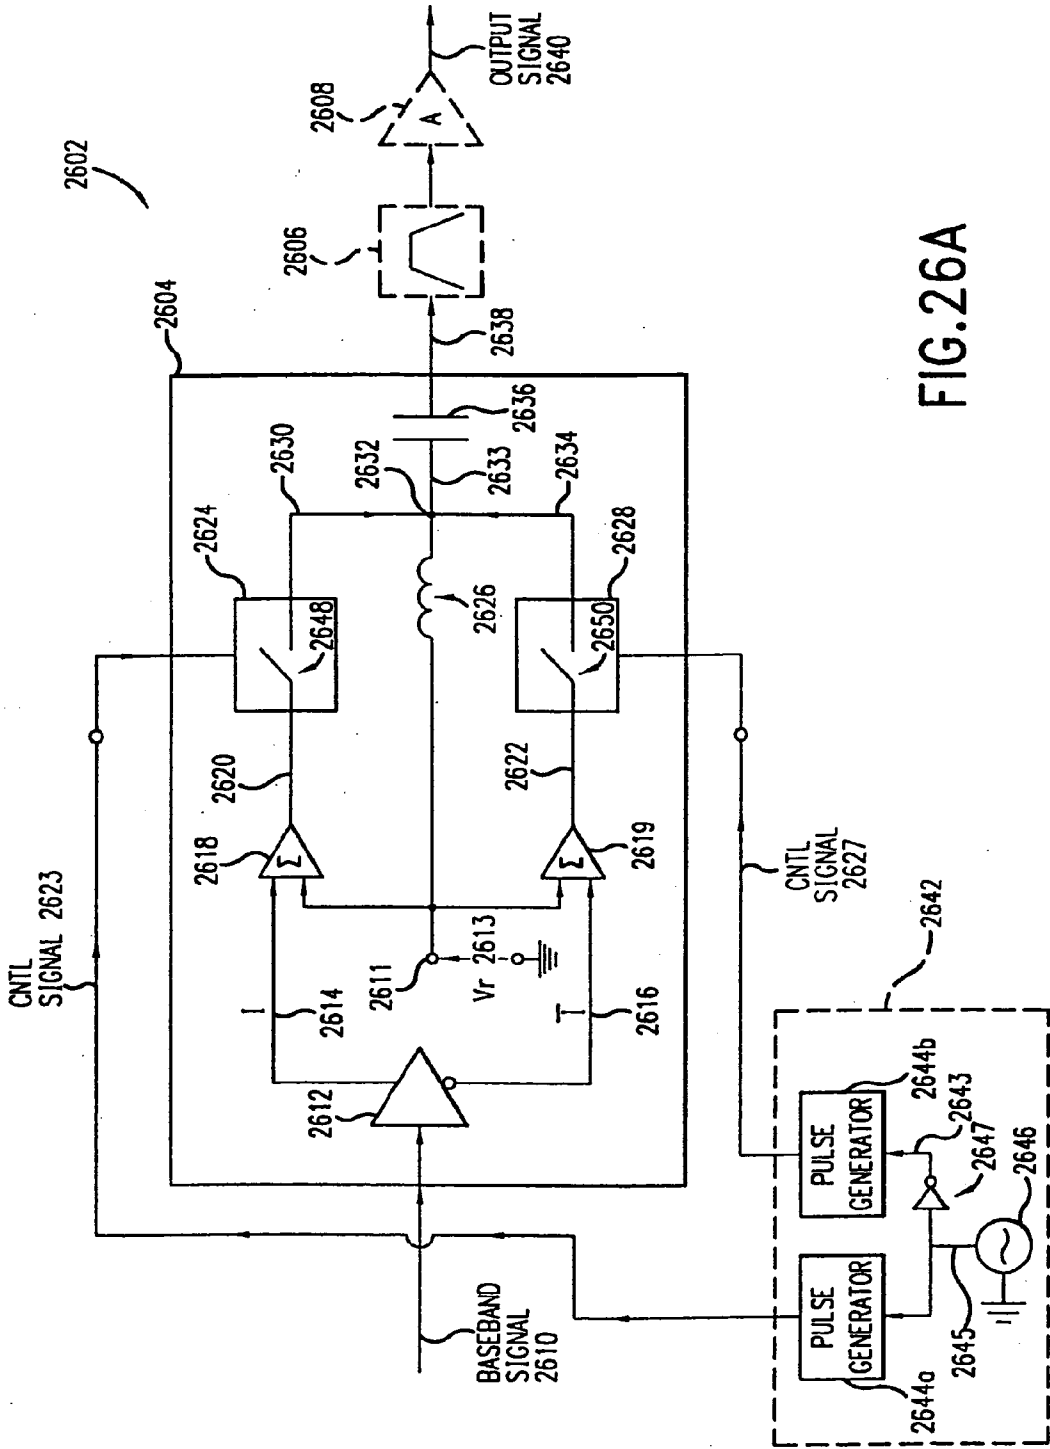 2602
2604
2608
A
OUTPUT
SIGNAL
2640
2606
2638
2636
2630
2632
2633
2634
2624
2648
2626
2628
2650
2620
2622
2618
Σ
2619
Σ
CNTL
SIGNAL 2623
CNTL
SIGNAL
2627
2611
Vr
2613
I
2614
I̅
2616
2612
BASEBAND
SIGNAL
2610
2642
PULSE
GENERATOR
2644a
PULSE
GENERATOR
2644b
2643
2647
2646
2645
FIG.26A